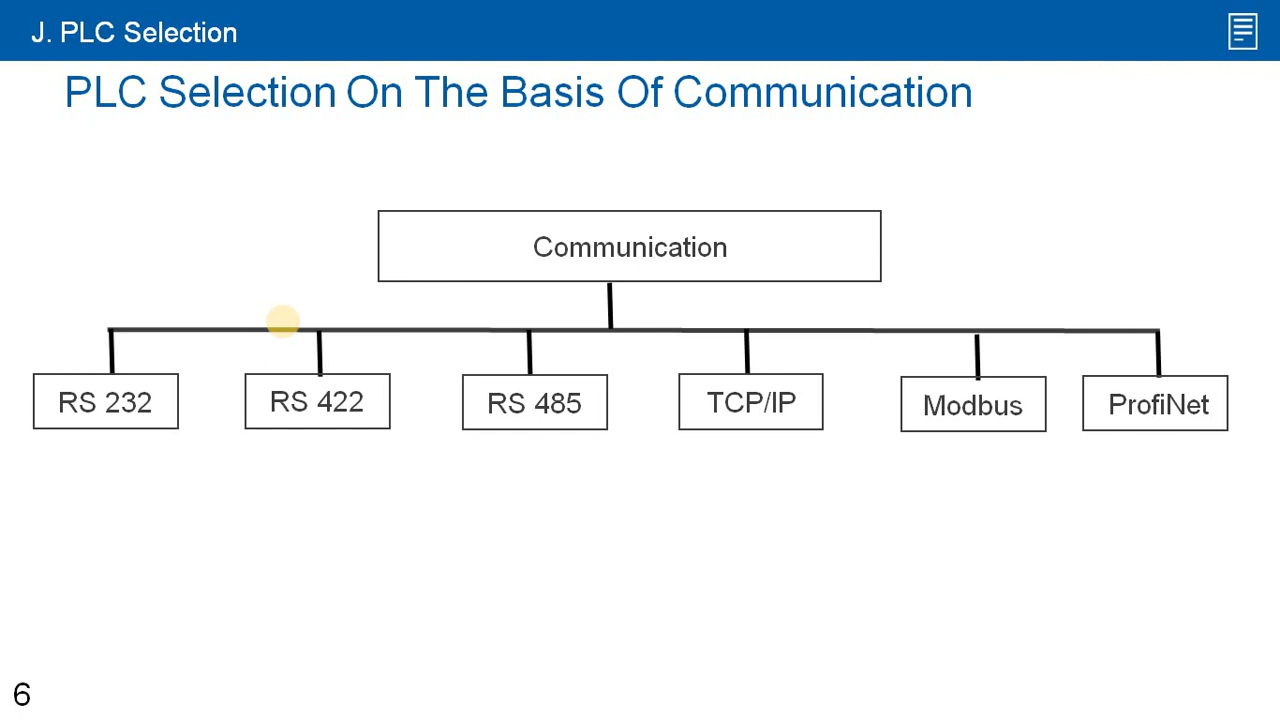 J. PLC Selection
PLC Selection On The Basis Of Communication
Communication
RS 232
RS 422
RS 485
TCP/IP
Modbus
ProfiNet
6